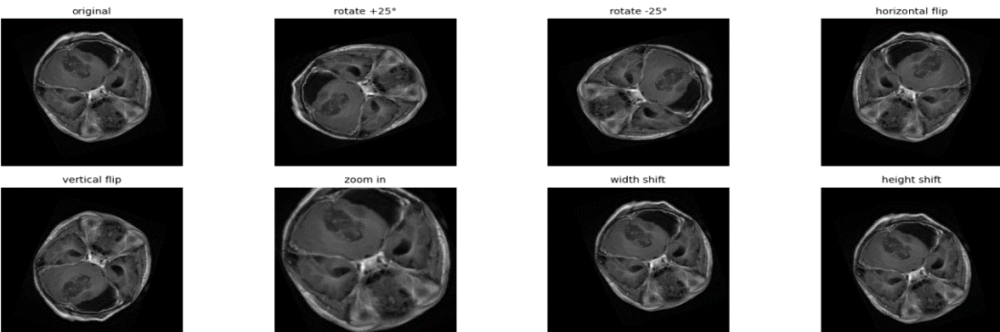 original
rotate +25°
rotate -25°
horizontal flip
vertical flip
zoom in
width shift
height shift